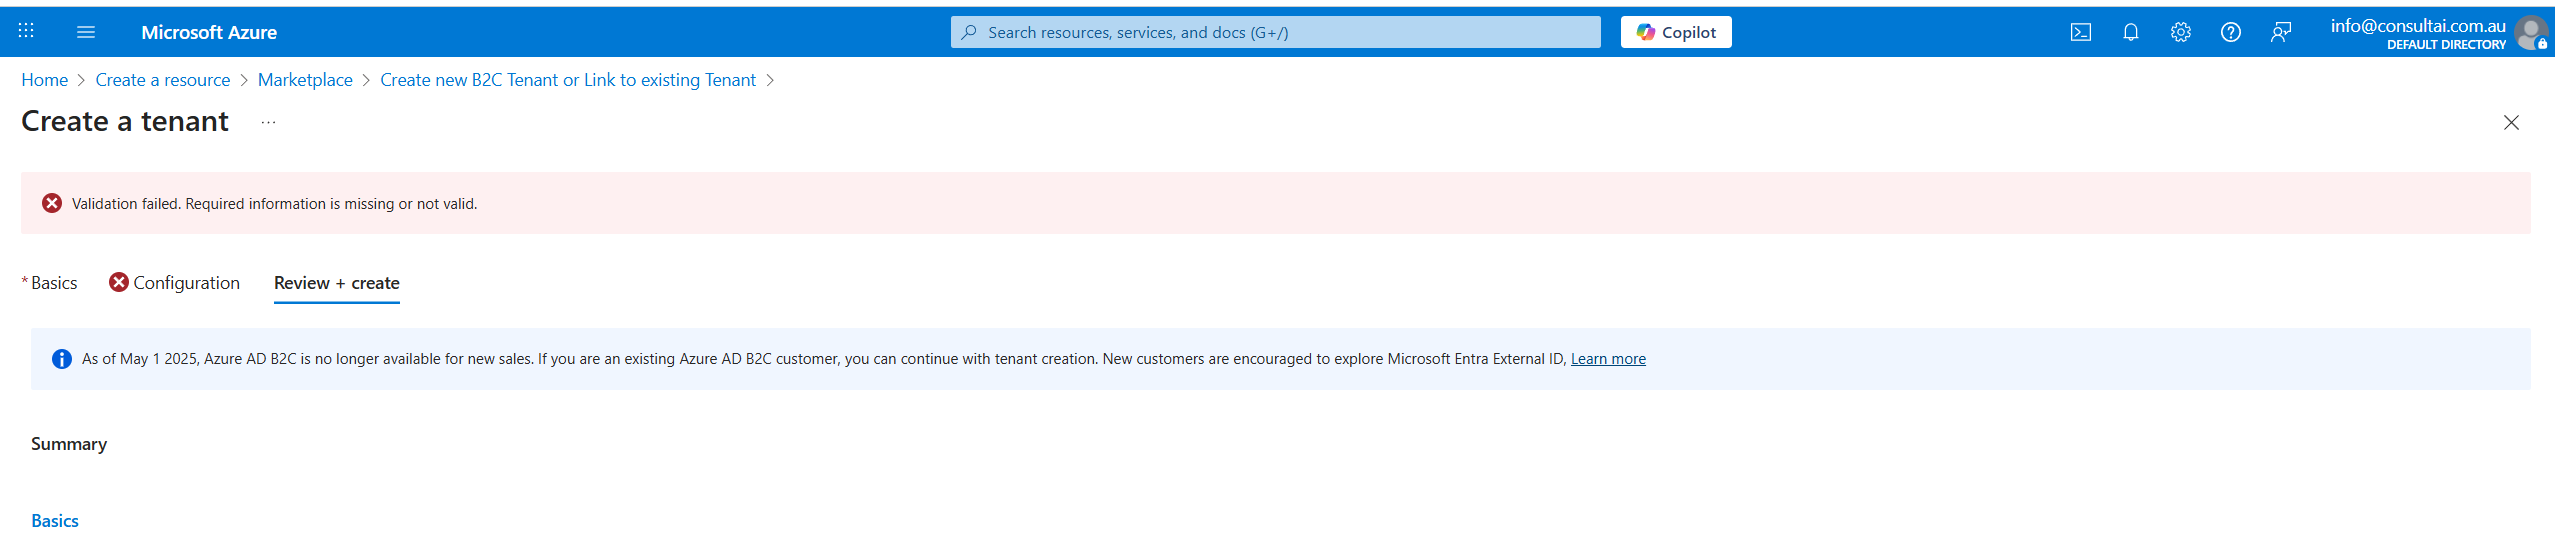 Microsoft Azure
Search resources, services, and docs (G+/)
Copilot
info@consultai.com.au
DEFAULT DIRECTORY
Home > Create a resource > Marketplace > Create new B2C Tenant or Link to existing Tenant >
Create a tenant ...
Validation failed. Required information is missing or not valid.
* Basics Configuration Review + create
As of May 1 2025, Azure AD B2C is no longer available for new sales. If you are an existing Azure AD B2C customer, you can continue with tenant creation. New customers are encouraged to explore Microsoft Entra External ID, Learn more
Summary
Basics